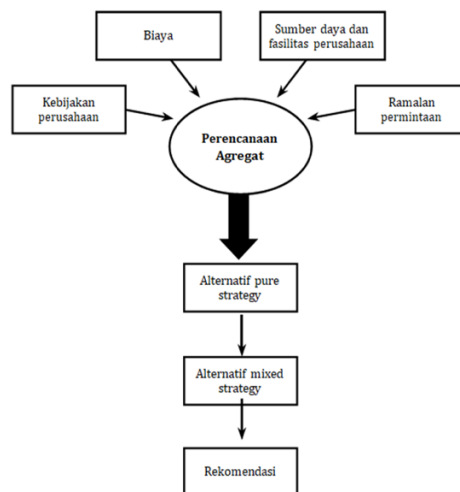 Biaya
Sumber daya dan
fasilitas perusahaan
Kebijakan
perusahaan
Ramalan
permintaan
Perencanaan
Agregat
Alternatif pure
strategy
Alternatif mixed
strategy
Rekomendasi